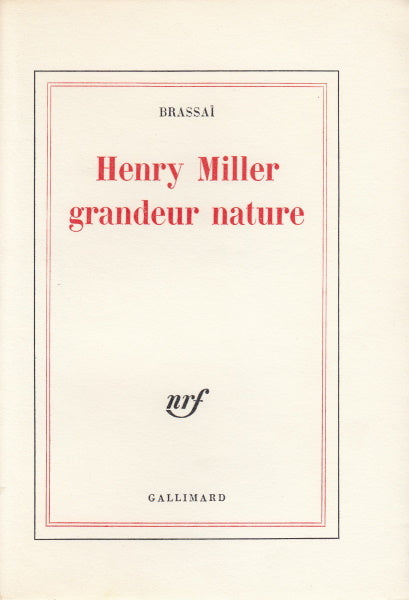 BRASSAÏ
Henry Miller
grandeur nature
nrf
GALLIMARD